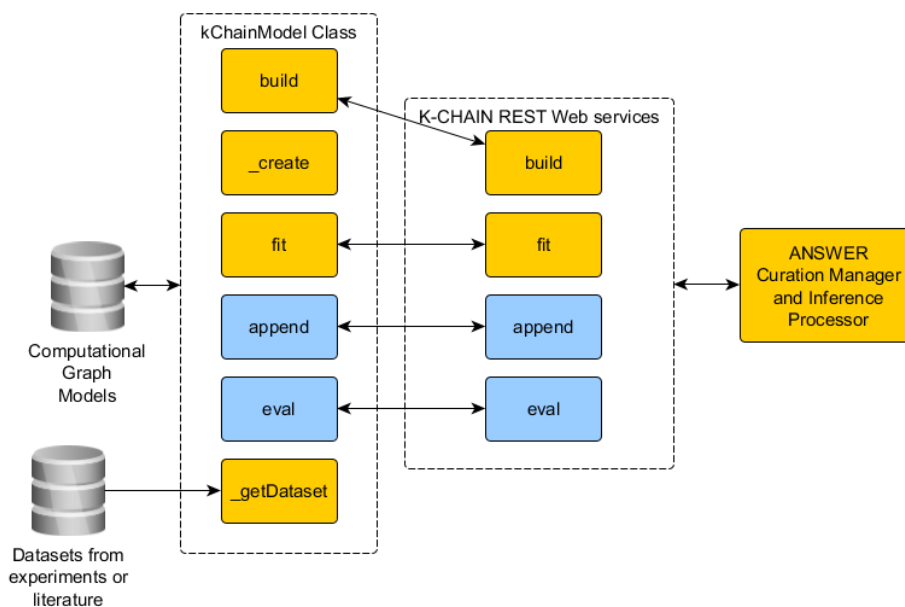 kChainModel Class
build
_create
fit
append
eval
_getDataset
K-CHAIN REST Web services
build
fit
append
eval
ANSWER
Curation Manager
and Inference
Processor
Computational
Graph
Models
Datasets from
experiments or
literature